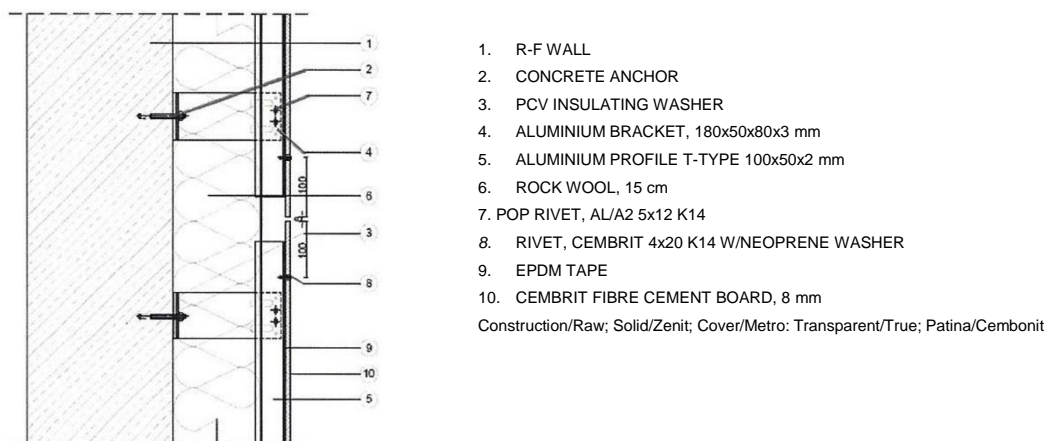 1
2
7
4
6
3
8
9
10
5
100
100
1. R-F WALL
2. CONCRETE ANCHOR
3. PCV INSULATING WASHER
4. ALUMINIUM BRACKET, 180x50x80x3 mm
5. ALUMINIUM PROFILE T-TYPE 100x50x2 mm
6. ROCK WOOL, 15 cm
7. POP RIVET, AL/A2 5x12 K14
8. RIVET, CEMBRIT 4x20 K14 W/NEOPRENE WASHER
9. EPDM TAPE
10. CEMBRIT FIBRE CEMENT BOARD, 8 mm
Construction/Raw; Solid/Zenit; Cover/Metro: Transparent/True; Patina/Cembonit